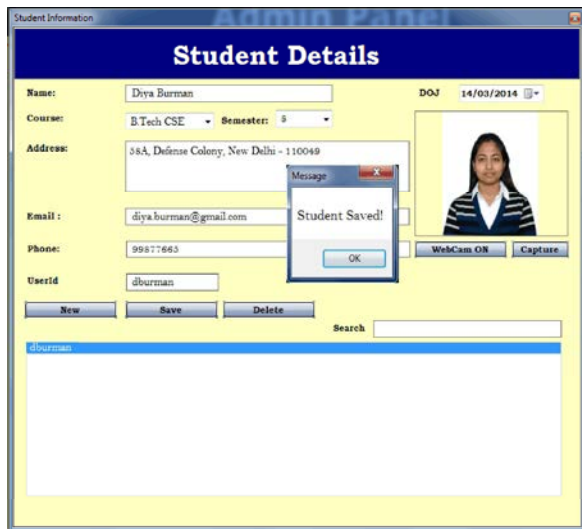 Admin Panel
Student Information
Student Details
Name: Diya Burman DOJ 14/03/2014
Course: B.Tech CSE Semester: 8
Address: 38A, Defense Colony, New Delhi - 110049
Message
Student Saved!
OK
Email : diya.burman@gmail.com
Phone: 99877665
WebCam ON Capture
UserId dburman
New Save Delete
Search
dburman